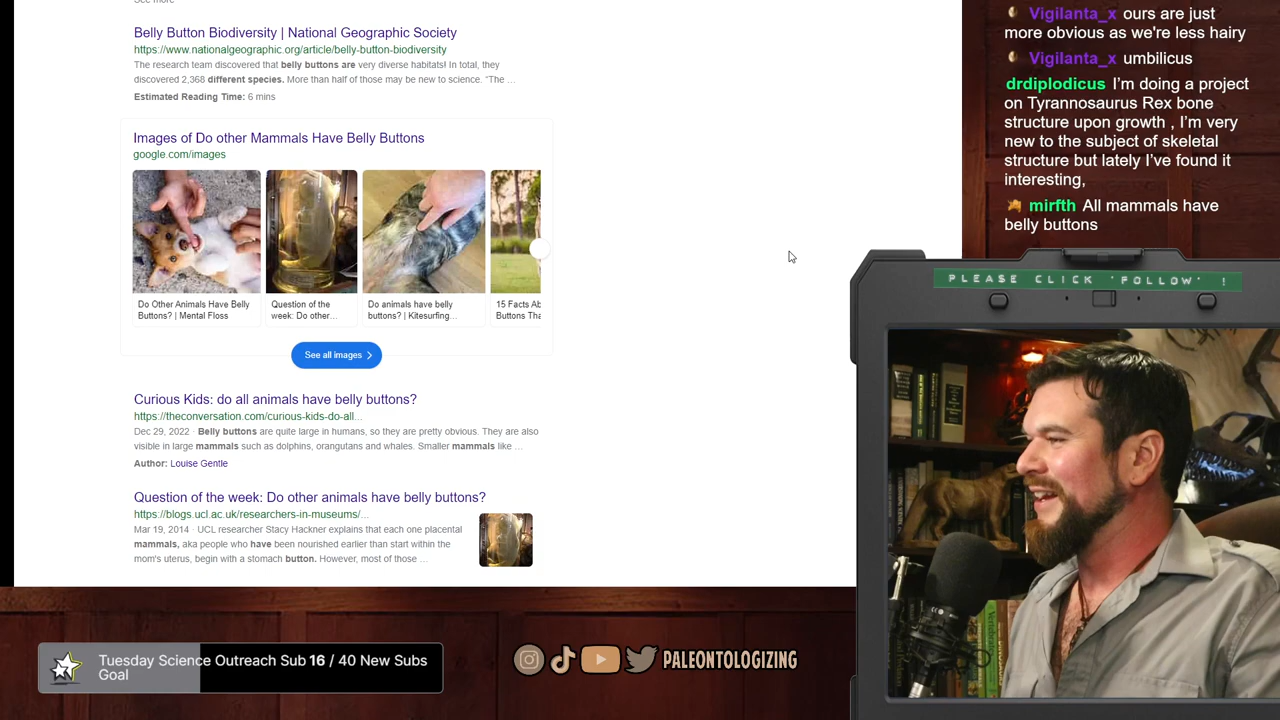 See more
Belly Button Biodiversity | National Geographic Society
https://www.nationalgeographic.org/article/belly-button-biodiversity
The research team discovered that belly buttons are very diverse habitats! In total, they
discovered 2,368 different species. More than half of those may be new to science. “The ...
Estimated Reading Time: 6 mins
Images of Do other Mammals Have Belly Buttons
google.com/images
Do Other Animals Have Belly
Buttons? | Mental Floss
Question of the
week: Do other...
Do animals have belly
buttons? | Kitesurfing...
15 Facts Ab
Buttons Tha
See all images
Curious Kids: do all animals have belly buttons?
https://theconversation.com/curious-kids-do-all...
Dec 29, 2022 · Belly buttons are quite large in humans, so they are pretty obvious. They are also
visible in large mammals such as dolphins, orangutans and whales. Smaller mammals like ...
Author: Louise Gentle
Question of the week: Do other animals have belly buttons?
https://blogs.ucl.ac.uk/researchers-in-museums/...
Mar 19, 2014 · UCL researcher Stacy Hackner explains that each one placental
mammals, aka people who have been nourished earlier than start within the
mom's uterus, begin with a stomach button. However, most of those ...
Vigilanta_x ours are just
more obvious as we're less hairy
Vigilanta_x umbilicus
drdiplodicus I’m doing a project
on Tyrannosaurus Rex bone
structure upon growth , I’m very
new to the subject of skeletal
structure but lately I’ve found it
interesting,
mirfth All mammals have
belly buttons
PLEASE CLICK 'FOLLOW' !
Tuesday Science Outreach Sub 16 / 40 New Subs
Goal
PALEONTOLOGIZING